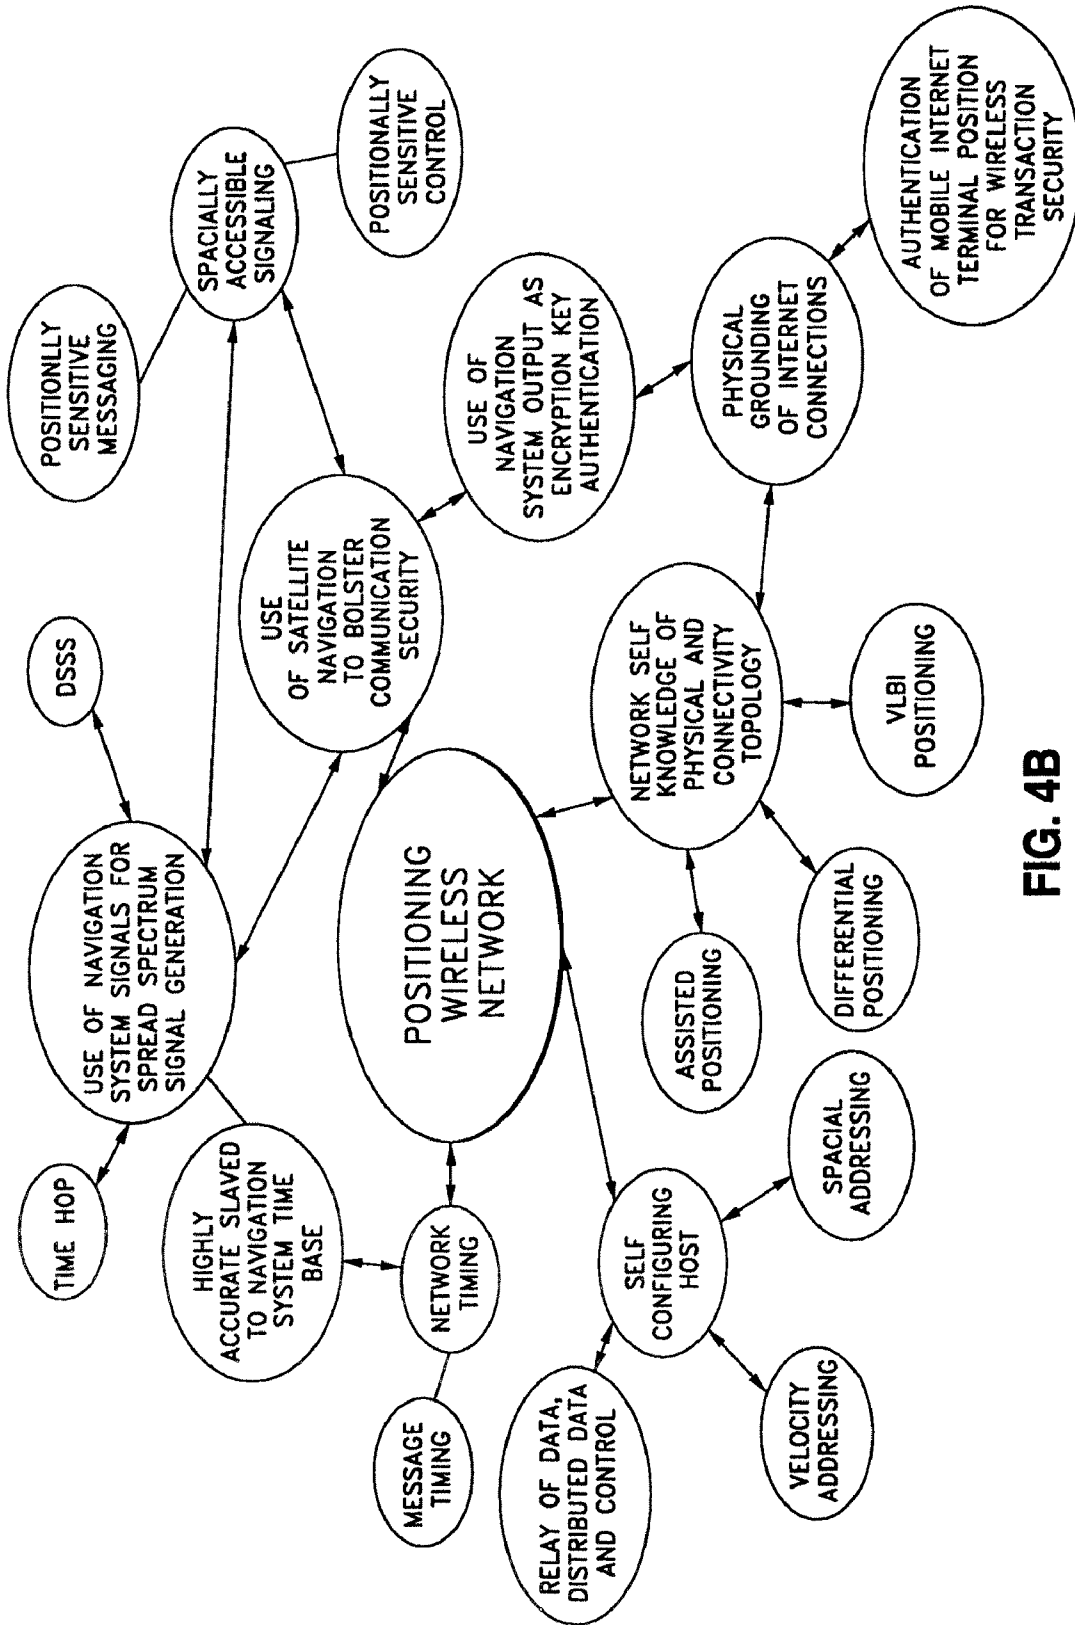 TIME HOP
USE OF NAVIGATION
SYSTEM SIGNALS FOR
SPREAD SPECTRUM
SIGNAL GENERATION
DSSS
POSITIONLLY
SENSITIVE
MESSAGING
SPACIALLY
ACCESSIBLE
SIGNALING
POSITIONALLY
SENSITIVE
CONTROL
HIGHLY
ACCURATE SLAVED
TO NAVIGATION
SYSTEM TIME
BASE
USE
OF SATELLITE
NAVIGATION
TO BOLSTER
COMMUNICATION
SECURITY
MESSAGE
TIMING
NETWORK
TIMING
POSITIONING
WIRELESS
NETWORK
USE OF
NAVIGATION
SYSTEM OUTPUT AS
ENCRYPTION KEY
AUTHENTICATION
RELAY OF DATA,
DISTRIBUTED DATA
AND CONTROL
SELF
CONFIGURING
HOST
ASSISTED
POSITIONING
NETWORK SELF
KNOWLEDGE OF
PHYSICAL AND
CONNECTIVITY
TOPOLOGY
PHYSICAL
GROUNDING
OF INTERNET
CONNECTIONS
VELOCITY
ADDRESSING
SPACIAL
ADDRESSING
DIFFERENTIAL
POSITIONING
VLBI
POSITIONING
AUTHENTICATION
OF MOBILE INTERNET
TERMINAL POSITION
FOR WIRELESS
TRANSACTION
SECURITY
FIG. 4B